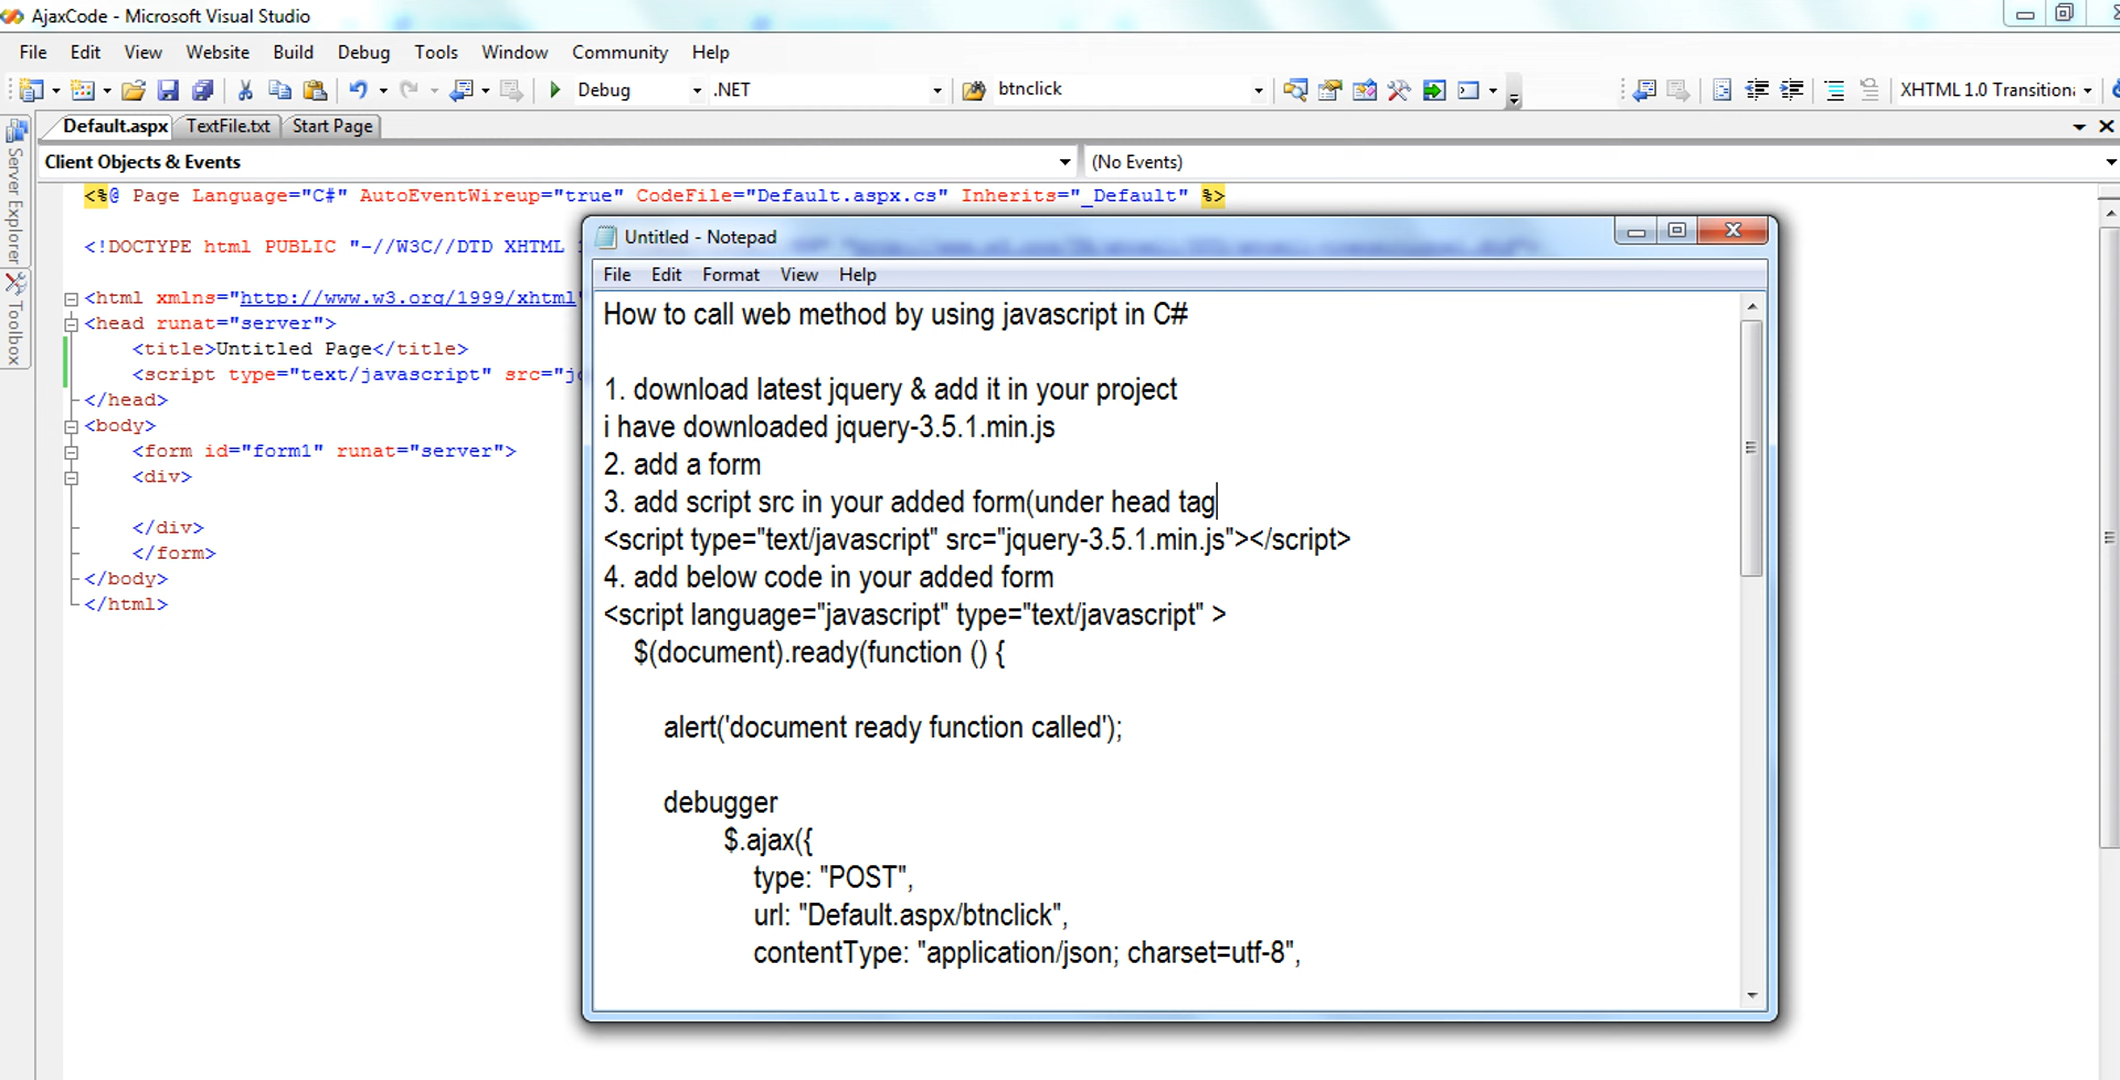 AjaxCode - Microsoft Visual Studio
File Edit View Website Build Debug Tools Window Community Help
Debug .NET btnclick XHTML 1.0 Transition
Default.aspx TextFile.txt Start Page
Client Objects & Events (No Events)
Server Explorer
Toolbox
<%@ Page Language="C#" AutoEventWireup="true" CodeFile="Default.aspx.cs" Inherits="_Default" %>
<!DOCTYPE html PUBLIC "-//W3C//DTD XHTML
<html xmlns="http://www.w3.org/1999/xhtml
<head runat="server">
<title>Untitled Page</title>
<script type="text/javascript" src="
</head>
<body>
<form id="form1" runat="server">
<div>
</div>
</form>
</body>
</html>
Untitled - Notepad
File Edit Format View Help
How to call web method by using javascript in C#
1. download latest jquery & add it in your project
i have downloaded jquery-3.5.1.min.js
2. add a form
3. add script src in your added form(under head tag
<script type="text/javascript" src="jquery-3.5.1.min.js"></script>
4. add below code in your added form
<script language="javascript" type="text/javascript" >
$(document).ready(function () {
alert('document ready function called');
debugger
$.ajax({
type: "POST",
url: "Default.aspx/btnclick",
contentType: "application/json; charset=utf-8",